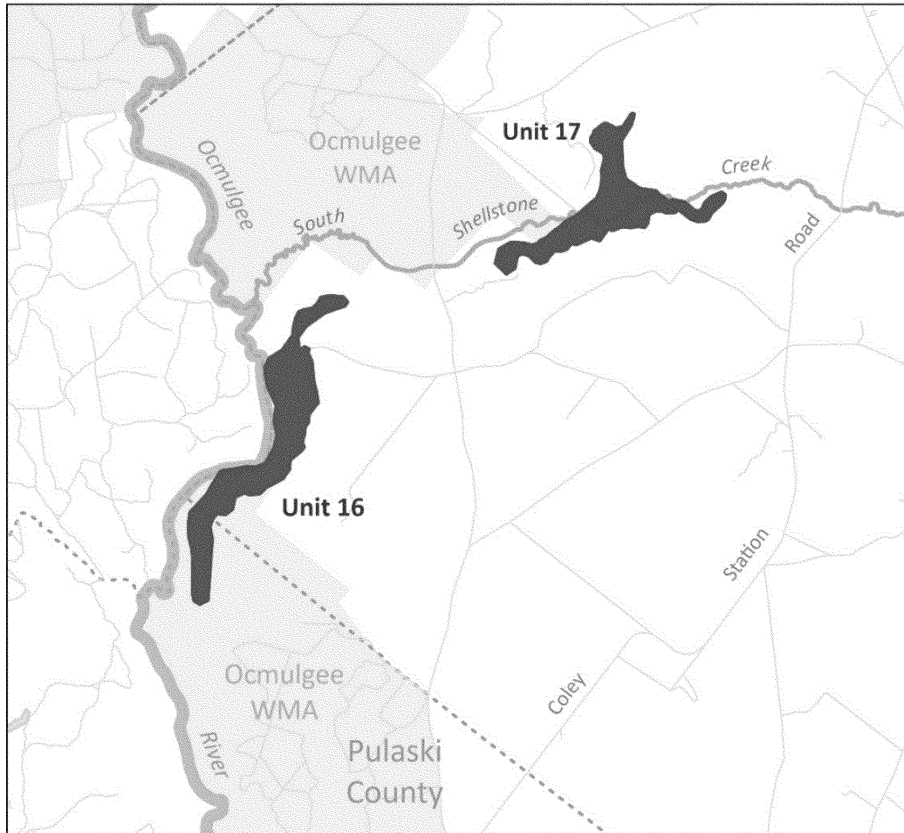 Unit 17
Ocmulgee
WMA
Ocmulgee
Creek
South
Shellstone
Road
Unit 16
Station
Ocmulgee
WMA
Coley
River
Pulaski
County